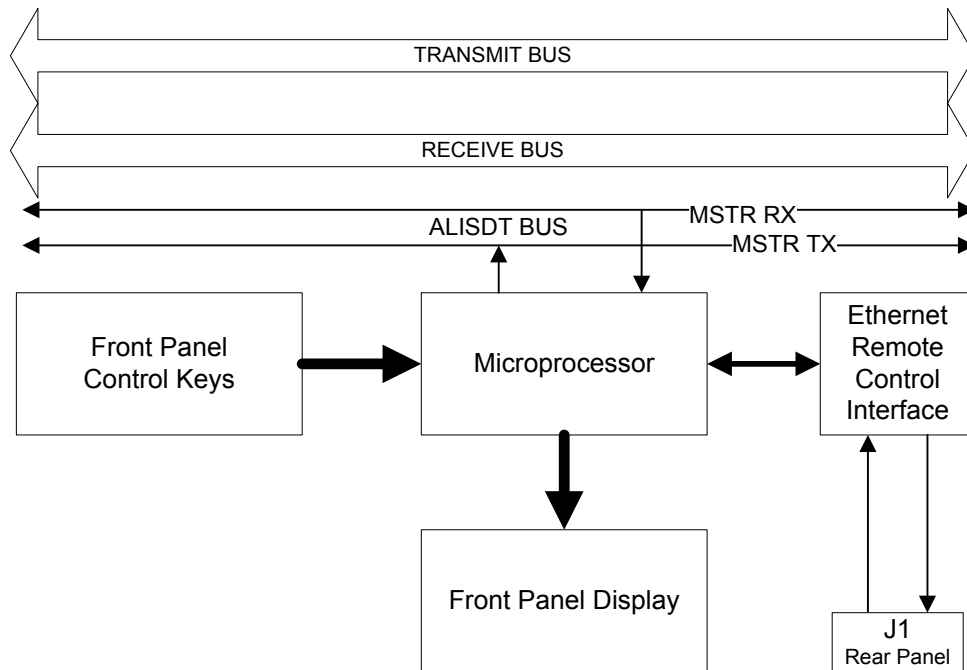 TRANSMIT BUS
RECEIVE BUS
MSTR RX
ALISDT BUS
MSTR TX
Front Panel
Control Keys
Microprocessor
Ethernet
Remote
Control
Interface
Front Panel Display
J1
Rear Panel